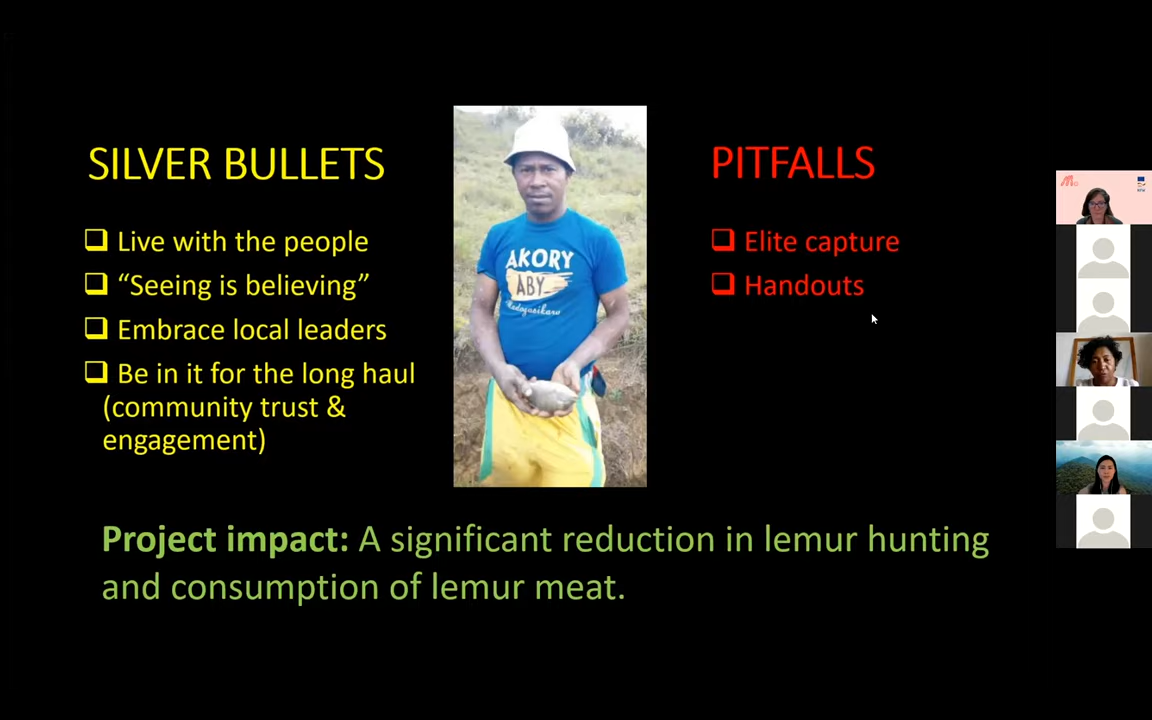 SILVER BULLETS
Live with the people
“Seeing is believing”
Embrace local leaders
Be in it for the long haul
(community trust &
engagement)
AKORY
ABY_
PITFALLS
Elite capture
Handouts
Project impact: A significant reduction in lemur hunting
and consumption of lemur meat.